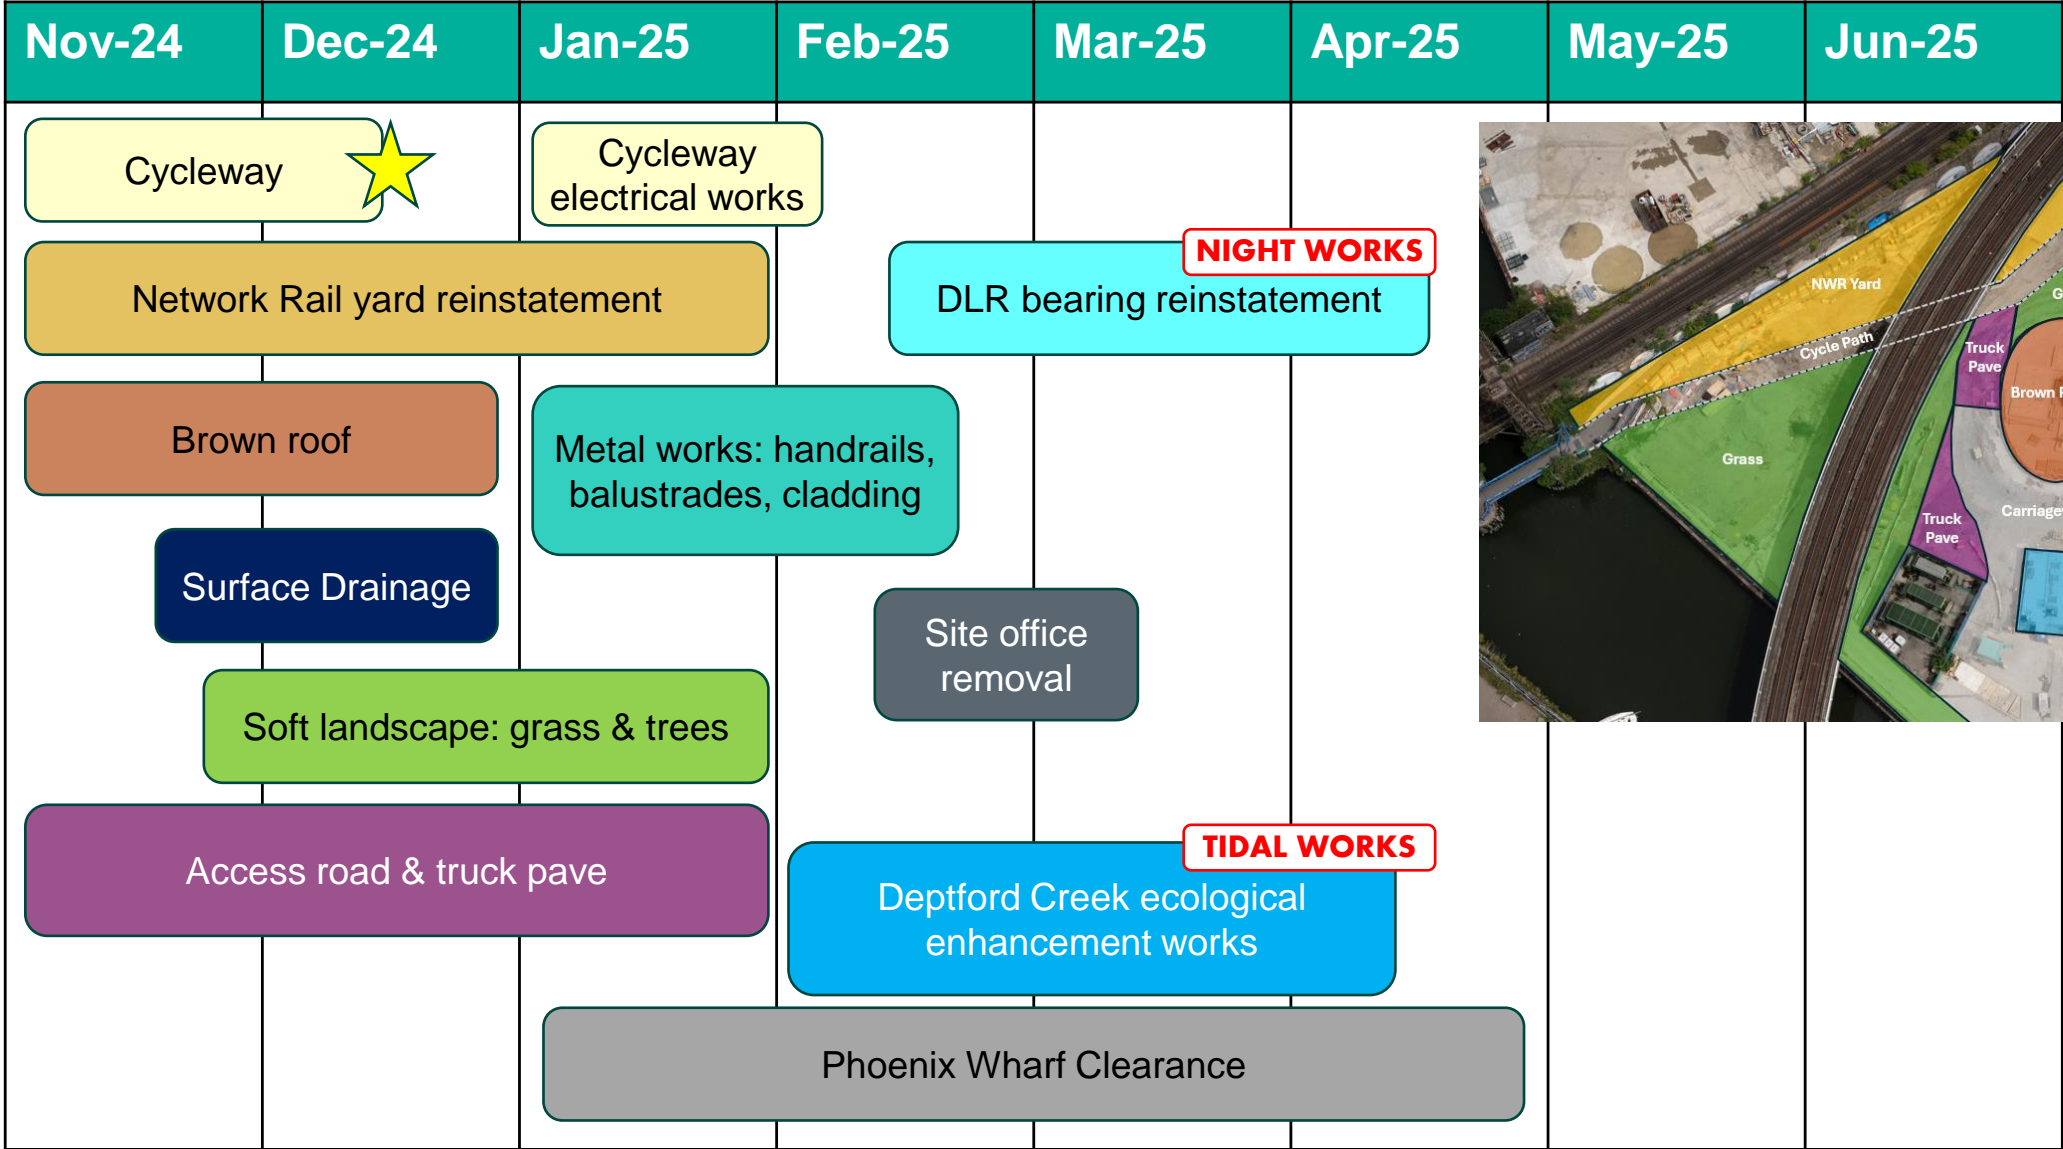 Nov-24
Dec-24
Jan-25
Feb-25
Mar-25
Apr-25
May-25
Jun-25
Cycleway
Cycleway
electrical works
Network Rail yard reinstatement
NIGHT WORKS
DLR bearing reinstatement
Brown roof
Metal works: handrails,
balustrades, cladding
Surface Drainage
Site office
removal
Soft landscape: grass & trees
Access road & truck pave
TIDAL WORKS
Deptford Creek ecological
enhancement works
Phoenix Wharf Clearance
NWR Yard
G
Cycle Path
Truck
Pave
Brown
Grass
Truck
Pave
Carriage